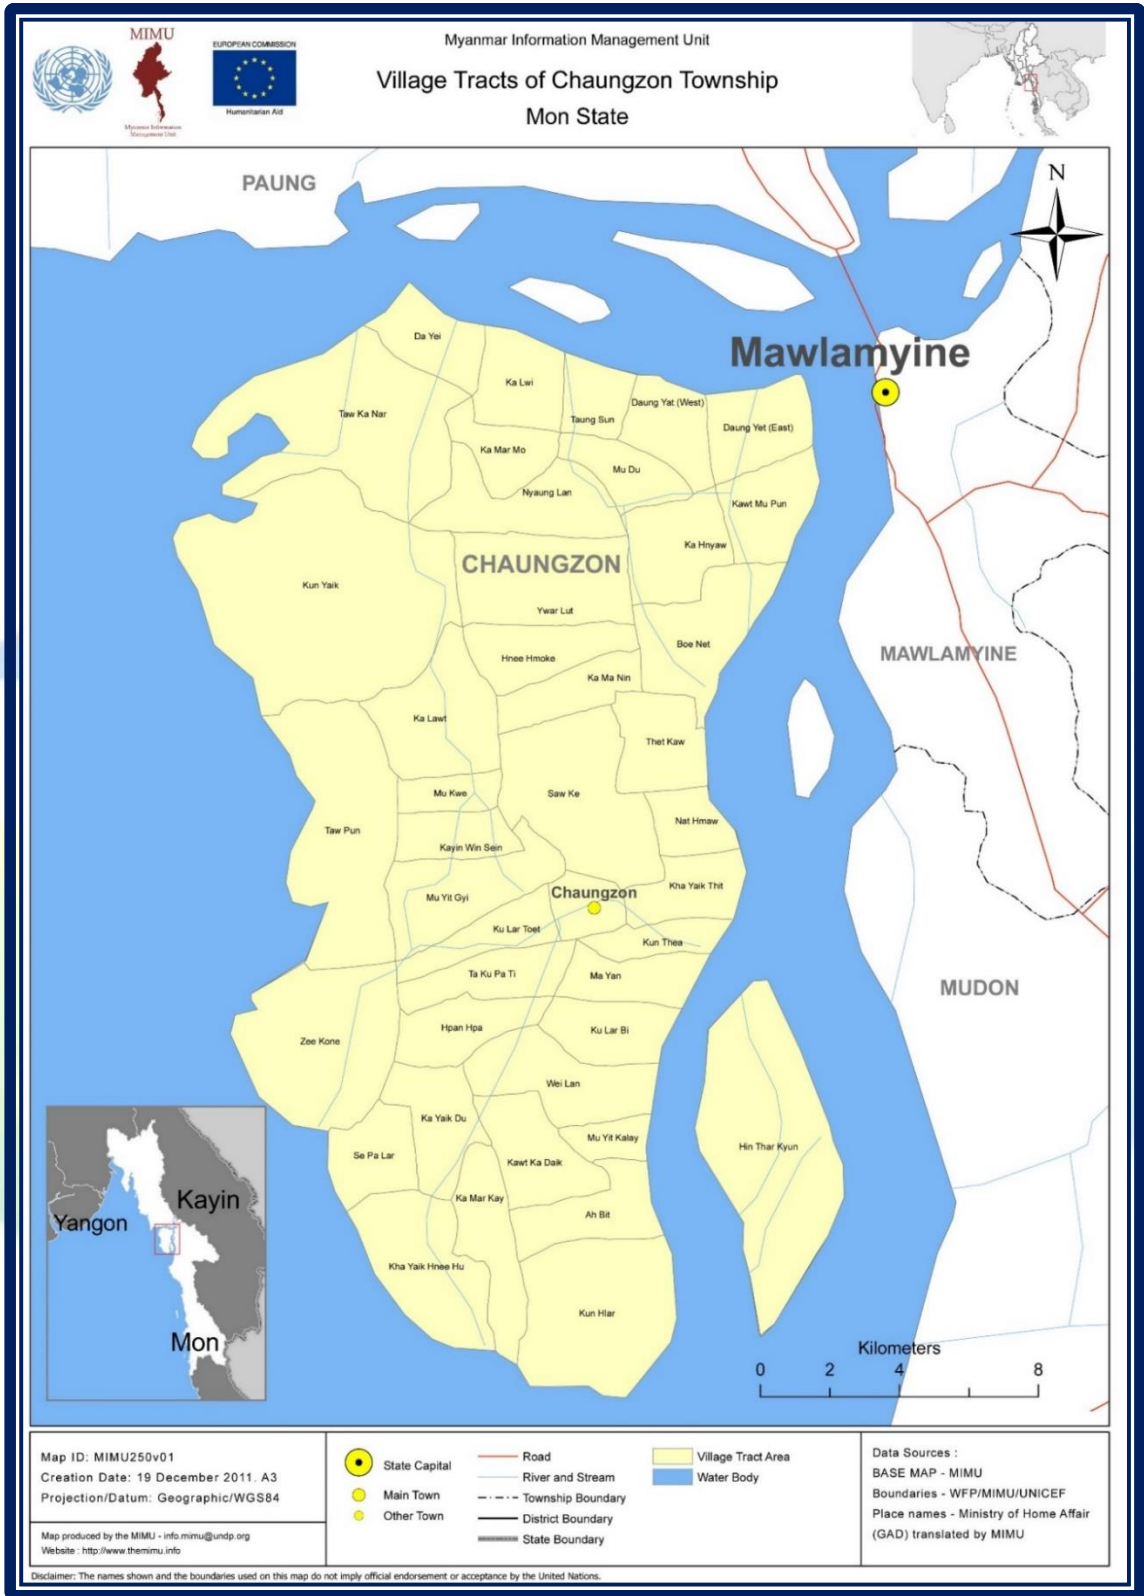 MIMU
Myanmar Information
Management Unit
EUROPEAN COMMISSION
Humanitarian Aid
Myanmar Information Management Unit
Village Tracts of Chaungzon Township
Mon State
PAUNG
N
Mawlamyine
Da Yei
Ka Lwi
Taw Ka Nar
Taung Sun
Daung Yat (West)
Daung Yet (East)
Ka Mar Mo
Mu Du
Nyaung Lan
Kawt Mu Pun
Ka Hnyaw
CHAUNGZON
Kun Yaik
Ywar Lut
Boe Net
MAWLAMYINE
Hnee Hmoke
Ka Ma Nin
Ka Lawt
Thet Kaw
Mu Kwe
Saw Ke
Taw Pun
Nat Hmaw
Kayin Win Sein
Kha Yaik Thit
Mu Yit Gyi
Chaungzon
Ku Lar Toet
Kun Thea
Ta Ku Pa Ti
Ma Yan
MUDON
Hpan Hpa
Ku Lar Bi
Zee Kone
Wei Lan
Ka Yaik Du
Mu Yit Kalay
Hin Thar Kyun
Se Pa Lar
Kawt Ka Daik
Ka Mar Kay
Ah Bit
Kha Yaik Hnee Hu
Kun Hlar
Kayin
Yangon
Mon
Kilometers
0 2 4 8
Map ID: MIMU250v01
Creation Date: 19 December 2011. A3
Projection/Datum: Geographic/WGS84
Map produced by the MIMU - info.mimu@undp.org
Website : http://www.themimu.info
State Capital
Main Town
Other Town
Road
River and Stream
Township Boundary
District Boundary
State Boundary
Village Tract Area
Water Body
Data Sources :
BASE MAP - MIMU
Boundaries - WFP/MIMU/UNICEF
Place names - Ministry of Home Affair
(GAD) translated by MIMU
Disclaimer: The names shown and the boundaries used on this map do not imply official endorsement or acceptance by the United Nations.